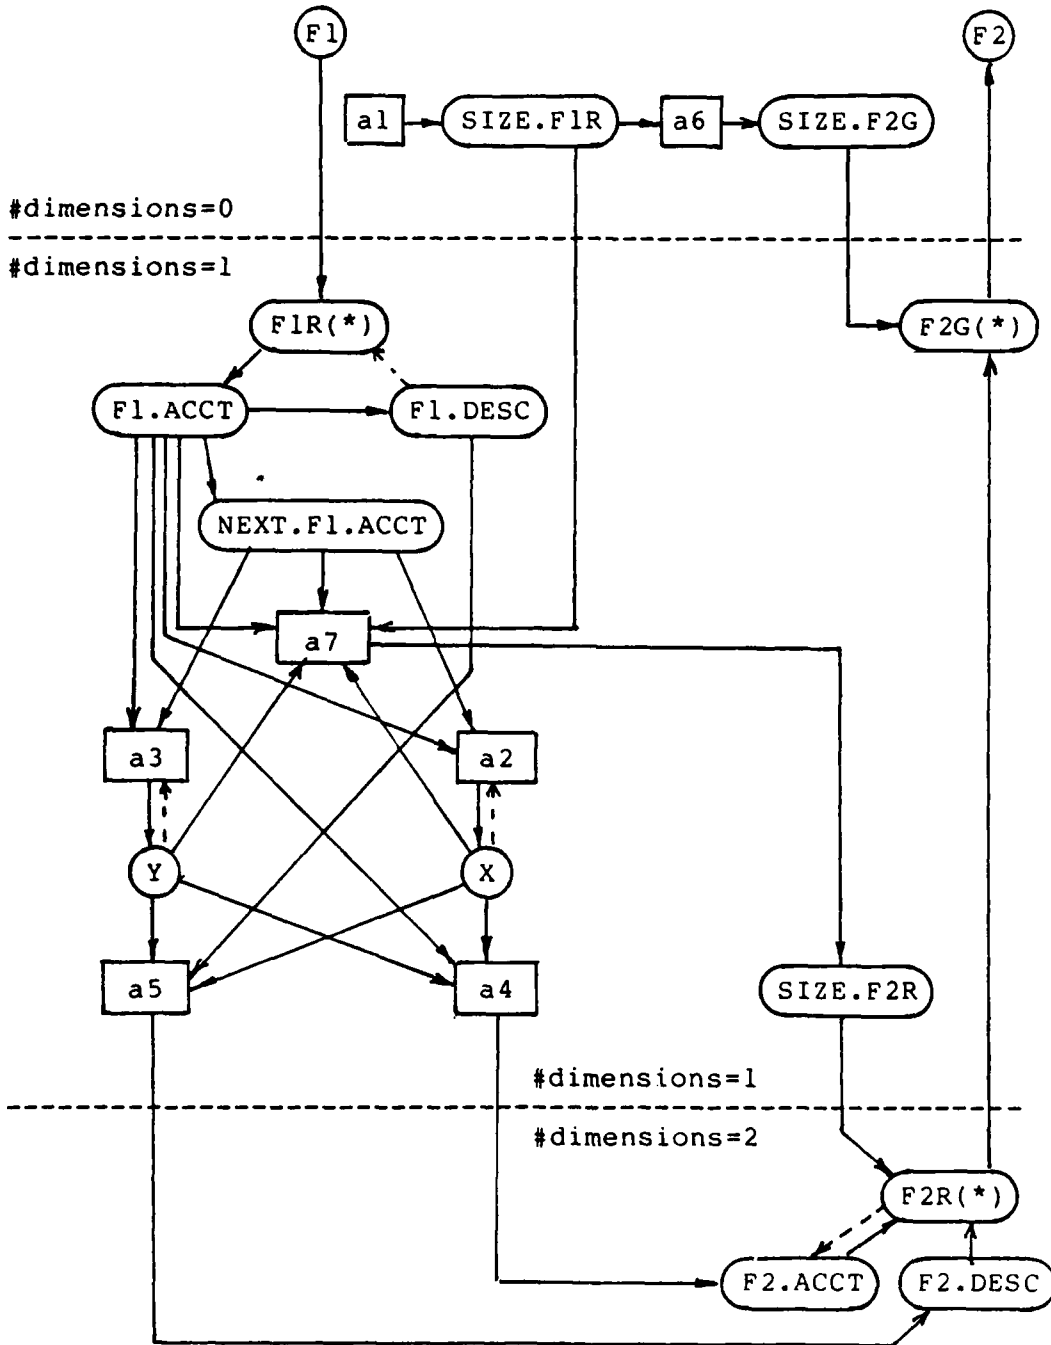 F1
F2
a1
SIZE.F1R
a6
SIZE.F2G
#dimensions=0
#dimensions=1
F1R(*)
F2G(*)
F1.ACCT
F1.DESC
NEXT.F1.ACCT
a7
a3
a2
Y
X
a5
a4
SIZE.F2R
#dimensions=1
#dimensions=2
F2R(*)
F2.ACCT
F2.DESC